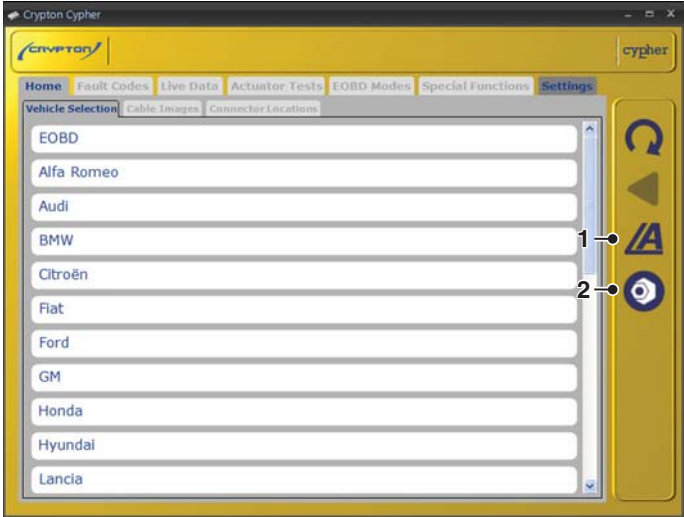 Crypton Cypher
CRYPTON cypher
Home Fault Codes Live Data Actuator Tests EOBD Modes Special Functions Settings
Vehicle Selection Cable Images Connector Locations
EOBD
Alfa Romeo
Audi
BMW
1
Citroën
2
Fiat
Ford
GM
Honda
Hyundai
Lancia